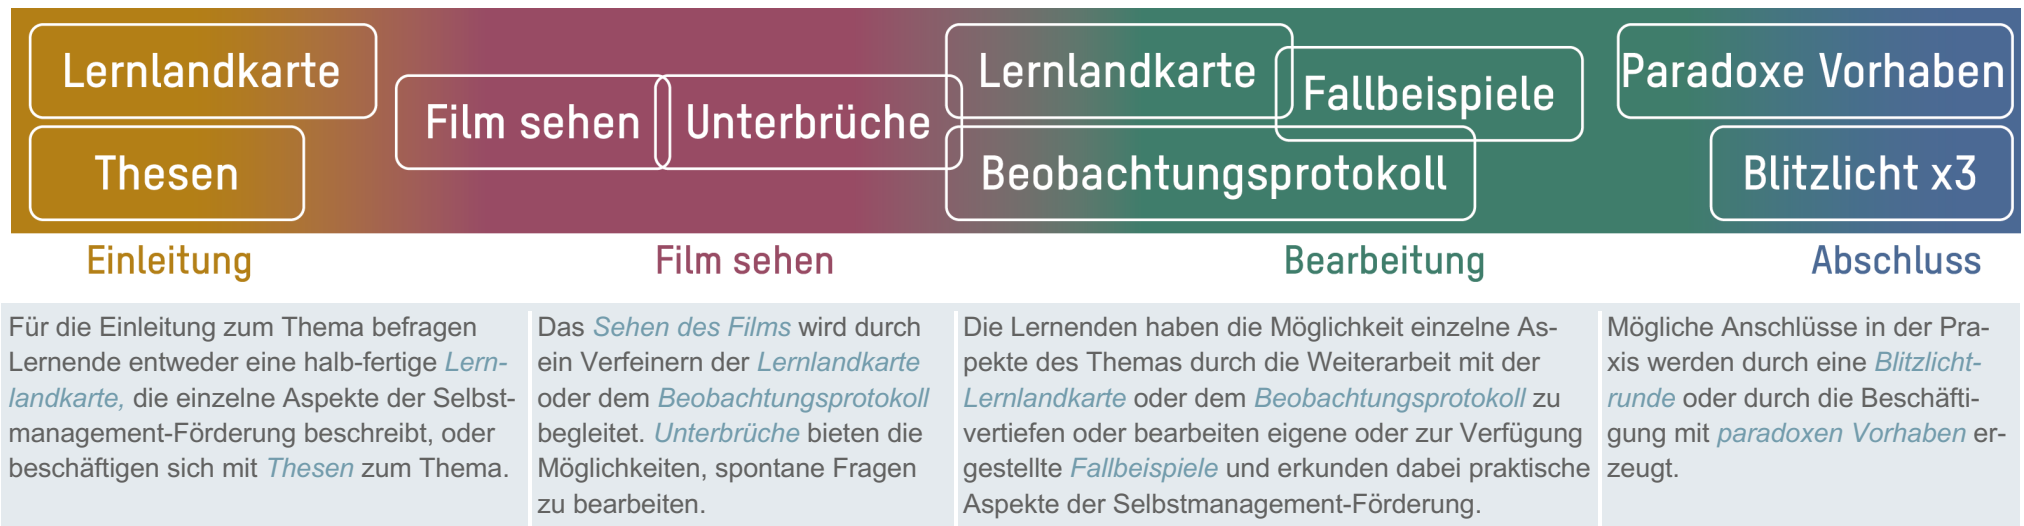 Lernlandkarte
Thesen
Film sehen
Unterbrüche
Lernlandkarte
Fallbeispiele
Beobachtungsprotokoll
Paradoxe Vorhaben
Blitzlicht x3
Einleitung
Film sehen
Bearbeitung
Abschluss
Für die Einleitung zum Thema befragen
Lernende entweder eine halb-fertige Lern-
landkarte, die einzelne Aspekte der Selbst-
management-Förderung beschreibt, oder
beschäftigen sich mit Thesen zum Thema.
Das Sehen des Films wird durch
ein Verfeinern der Lernlandkarte
oder dem Beobachtungsprotokoll
begleitet. Unterbrüche bieten die
Möglichkeiten, spontane Fragen
zu bearbeiten.
Die Lernenden haben die Möglichkeit einzelne As-
pekte des Themas durch die Weiterarbeit mit der
Lernlandkarte oder dem Beobachtungsprotokoll zu
vertiefen oder bearbeiten eigene oder zur Verfügung
gestellte Fallbeispiele und erkunden dabei praktische
Aspekte der Selbstmanagement-Förderung.
Mögliche Anschlüsse in der Pra-
xis werden durch eine Blitzlicht-
runde oder durch die Beschäfti-
gung mit paradoxen Vorhaben er-
zeugt.